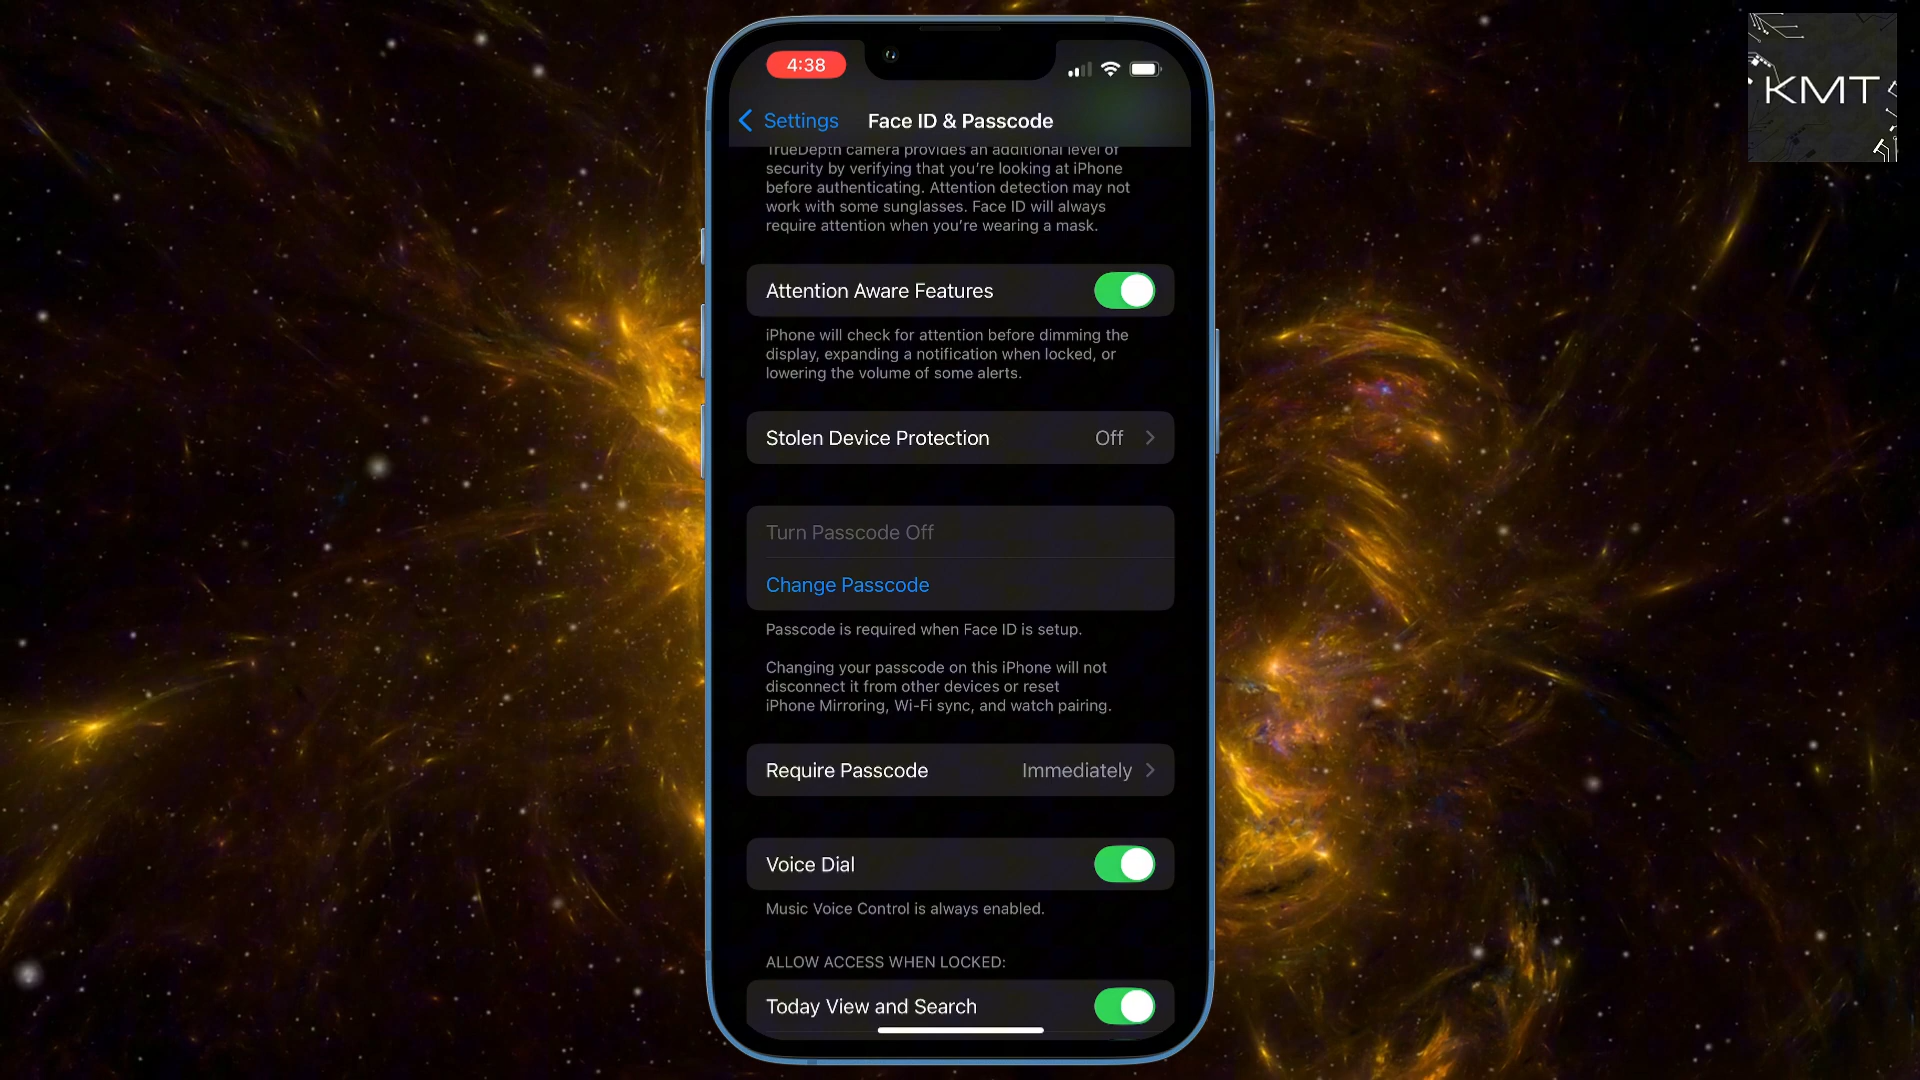 4:38
KMT
Settings
Face ID & Passcode
TrueDepth camera provides an additional level of
security by verifying that you're looking at iPhone
before authenticating. Attention detection may not
work with some sunglasses. Face ID will always
require attention when you're wearing a mask.
Attention Aware Features
iPhone will check for attention before dimming the
display, expanding a notification when locked, or
lowering the volume of some alerts.
Stolen Device Protection Off
Turn Passcode Off
Change Passcode
Passcode is required when Face ID is setup.
Changing your passcode on this iPhone will not
disconnect it from other devices or reset
iPhone Mirroring, Wi-Fi sync, and watch pairing.
Require Passcode Immediately
Voice Dial
Music Voice Control is always enabled.
ALLOW ACCESS WHEN LOCKED:
Today View and Search